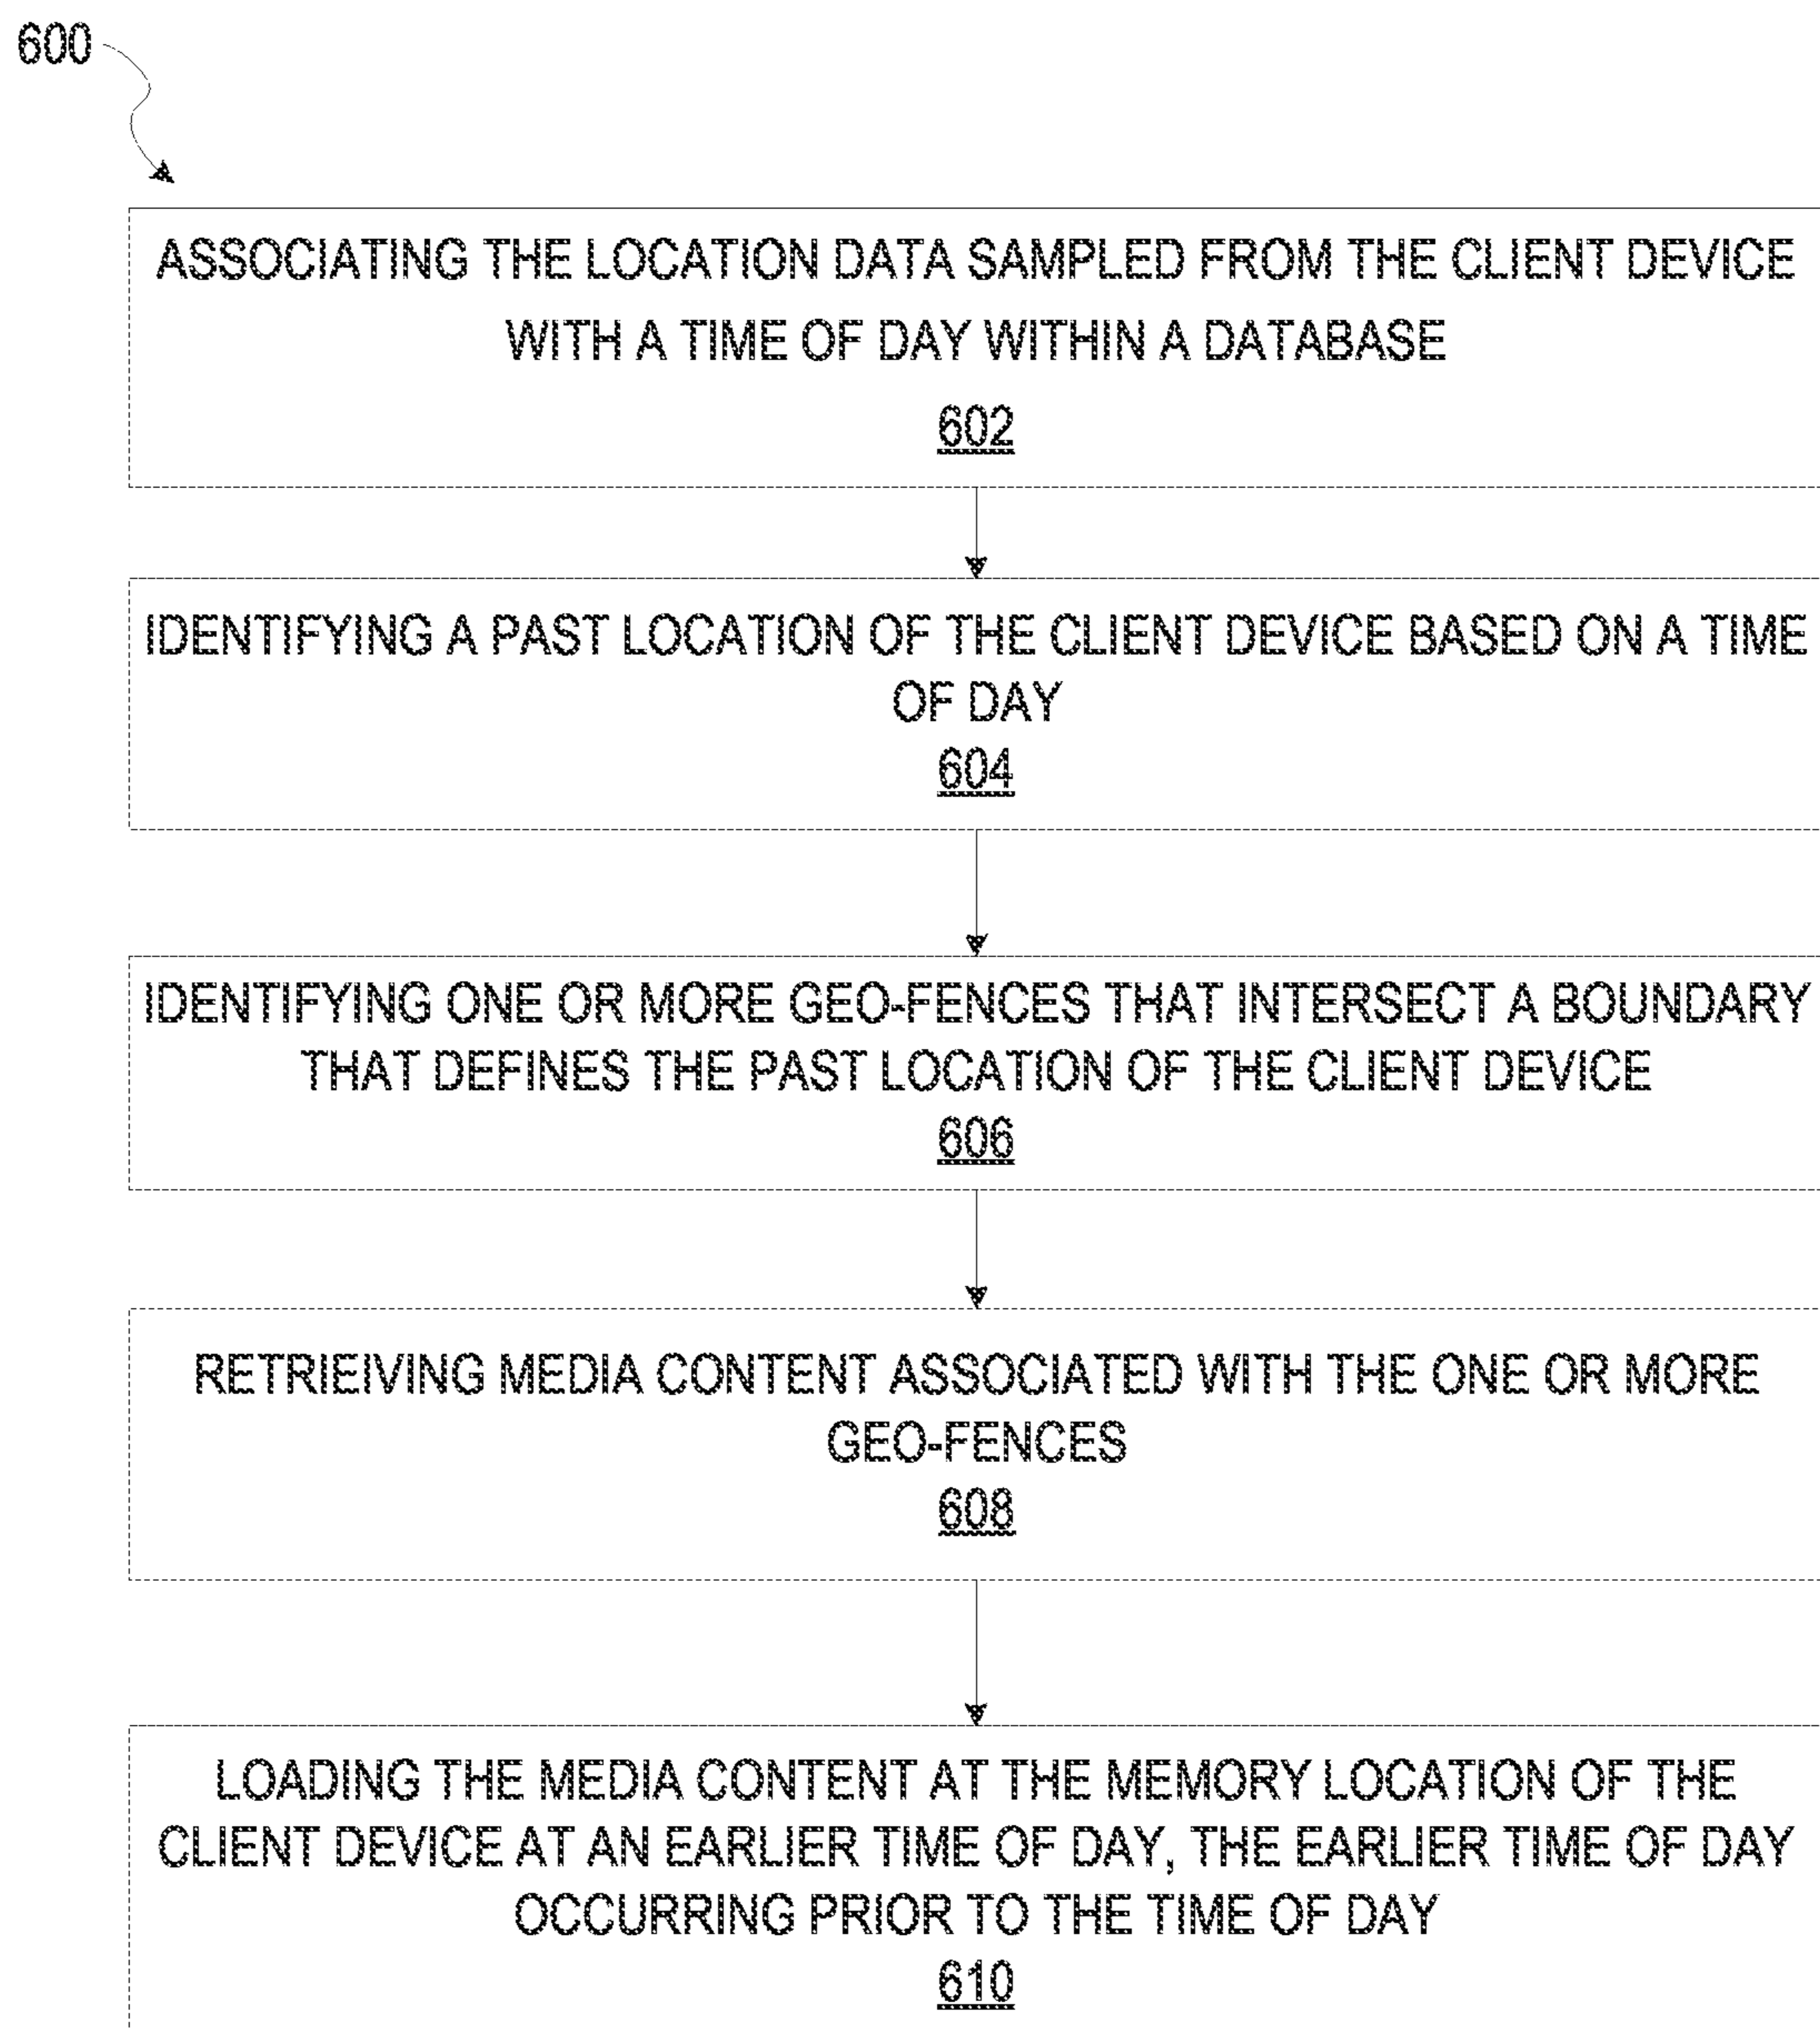 600
ASSOCIATING THE LOCATION DATA SAMPLED FROM THE CLIENT DEVICE
WITH A TIME OF DAY WITHIN A DATABASE
602
IDENTIFYING A PAST LOCATION OF THE CLIENT DEVICE BASED ON A TIME
OF DAY
604
IDENTIFYING ONE OR MORE GEO-FENCES THAT INTERSECT A BOUNDARY
THAT DEFINES THE PAST LOCATION OF THE CLIENT DEVICE
606
RETRIEIVING MEDIA CONTENT ASSOCIATED WITH THE ONE OR MORE
GEO-FENCES
608
LOADING THE MEDIA CONTENT AT THE MEMORY LOCATION OF THE
CLIENT DEVICE AT AN EARLIER TIME OF DAY, THE EARLIER TIME OF DAY
OCCURRING PRIOR TO THE TIME OF DAY
610